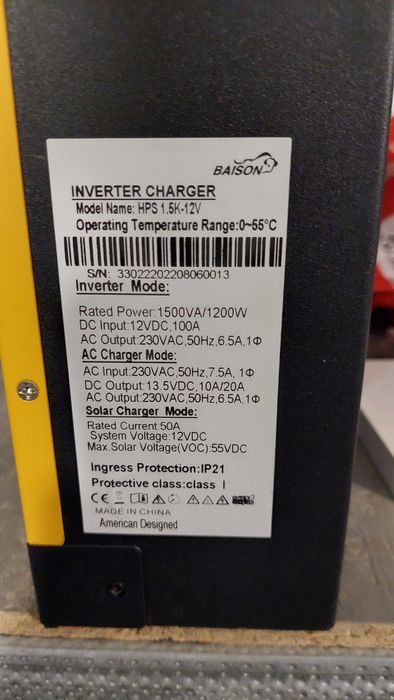 BAISON
INVERTER CHARGER
Model Name: HPS 1.5K-12V
Operating Temperature Range:0~55°C
S/N: 33022202208060013
Inverter Mode:
Rated Power:1500VA/1200W
DC Input:12VDC,100A
AC Output:230VAC,50Hz,6.5A,1Φ
AC Charger Mode:
AC Input:230VAC,50Hz,7.5A, 1Φ
DC Output:13.5VDC,10A/20A
AC Output:230VAC,50Hz,6.5A,1Φ
Solar Charger Mode:
Rated Current:50A
System Voltage:12VDC
Max.Solar Voltage(VOC):55VDC
Ingress Protection:IP21
Protective class:class I
CE
MADE IN CHINA
American Designed